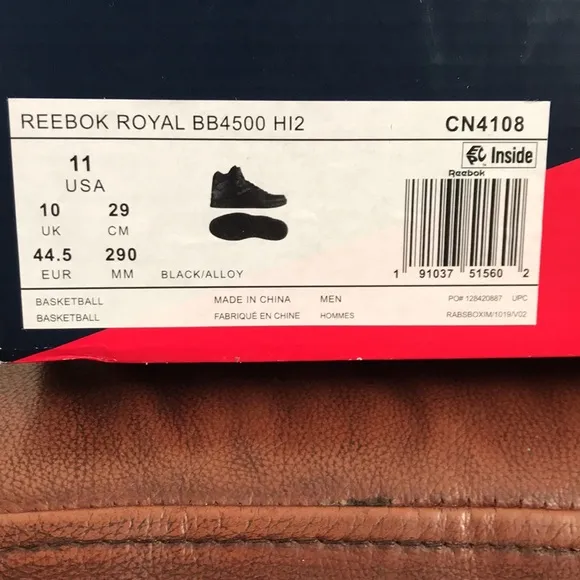 REEBOK ROYAL BB4500 HI2 CN4108
Inside
Reebok
11
USA
10 29
UK CM
44.5 290
EUR MM
BLACK/ALLOY
1 91037 51560 2
BASKETBALL MADE IN CHINA MEN PO# 128420887 UPC
BASKETBALL FABRIQUÉ EN CHINE HOMMES RABSBOXIM/1019/V02